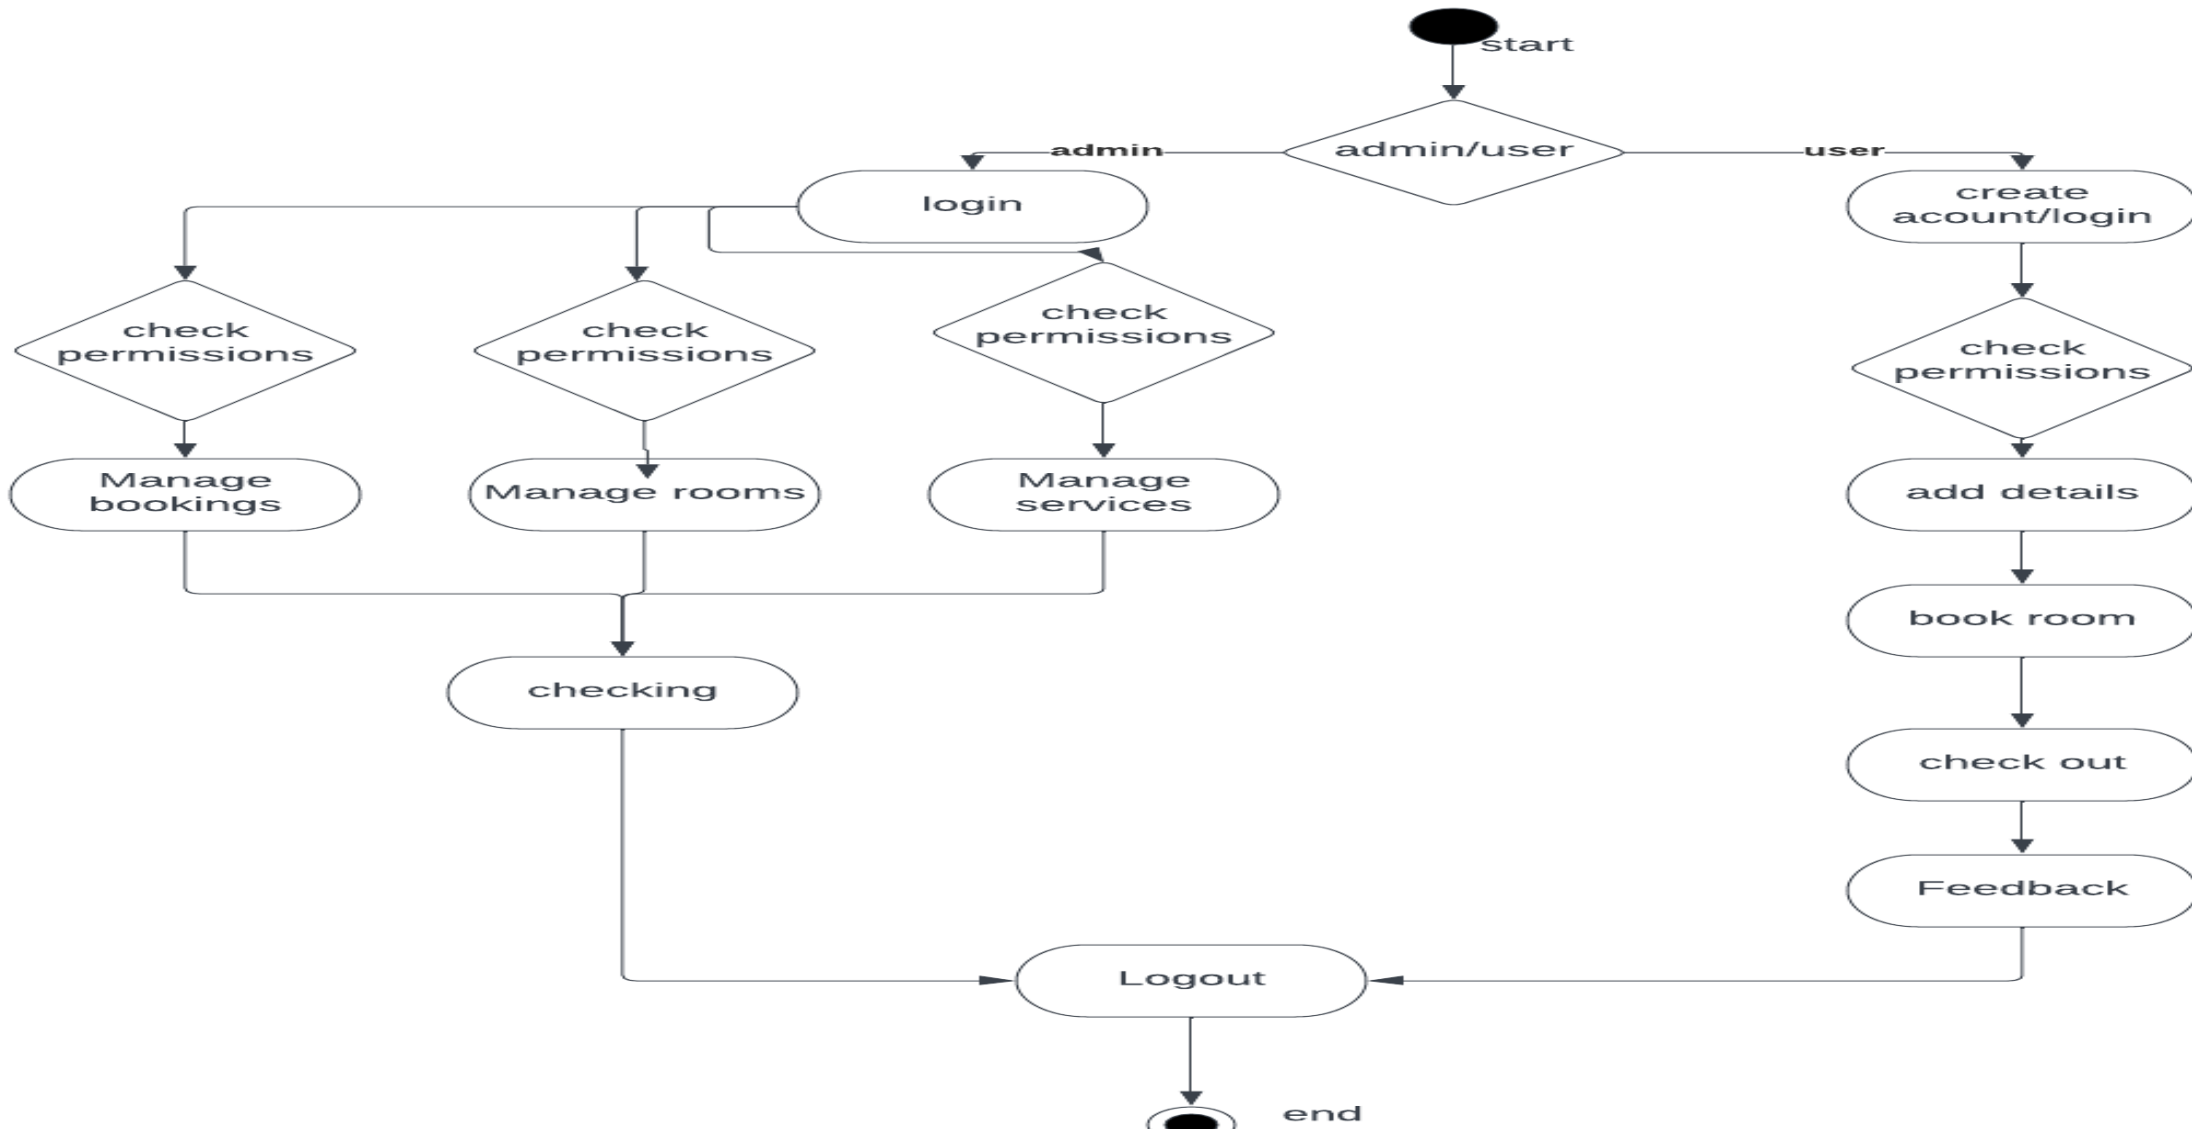 start
admin/user
admin
user
login
create
acount/login
check
permissions
check
permissions
check
permissions
check
permissions
Manage
bookings
Manage rooms
Manage
services
add details
book room
checking
check out
Feedback
Logout
end